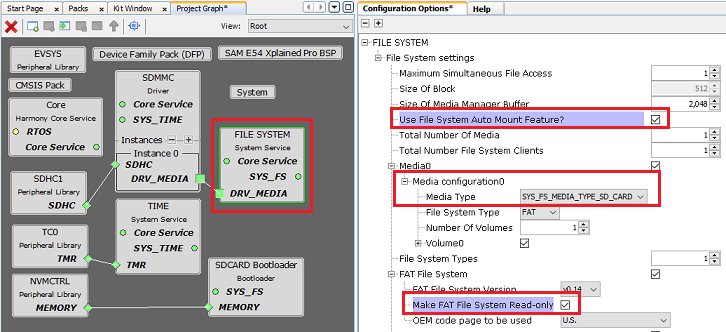 Start Page
Packs
Kit Window
Project Graph*
View:
Root
EVSYS
Peripheral Library
Device Family Pack (DFP)
SAM E54 Xplained Pro BSP
CMSIS Pack
System
Core
Harmony Core Service
RTOS
Core Service
SDMMC
Driver
Core Service
SYS_TIME
Instances
Instance 0
SDHC
DRV_MEDIA
FILE SYSTEM
System Service
Core Service
SYS_FS
DRV_MEDIA
SDHC1
Peripheral Library
SDHC
TIME
System Service
Core Service
SYS_TIME
TMR
TC0
Peripheral Library
TMR
NVMCTRL
Peripheral Library
MEMORY
SDCARD Bootloader
Bootloader
SYS_FS
MEMORY
Configuration Options*
Help
FILE SYSTEM
File System settings
Maximum Simultaneous File Access 1
Size Of Block 512
Size Of Media Manager Buffer 2,048
Use File System Auto Mount Feature?
Total Number Of Media 1
Total Number File System Clients 1
Media0
Media configuration0
Media Type SYS_FS_MEDIA_TYPE_SD_CARD
File System Type FAT
Number Of Volumes 1
Volume0
File System Types 1
FAT File System
FAT File System Version v0.14
Make FAT File System Read-only
OEM code page to be used U.S.